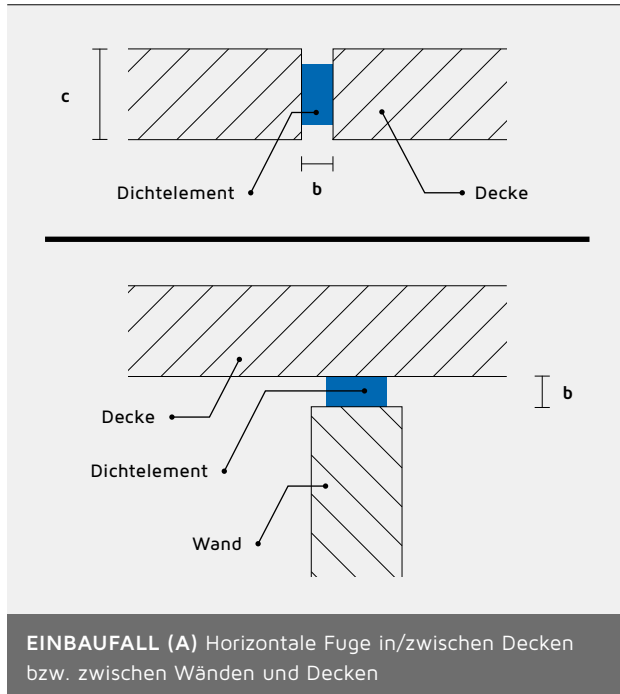 c
Dichtelement
b
Decke
b
Decke
Dichtelement
Wand
EINBAUFALL (A) Horizontale Fuge in/zwischen Decken
bzw. zwischen Wänden und Decken